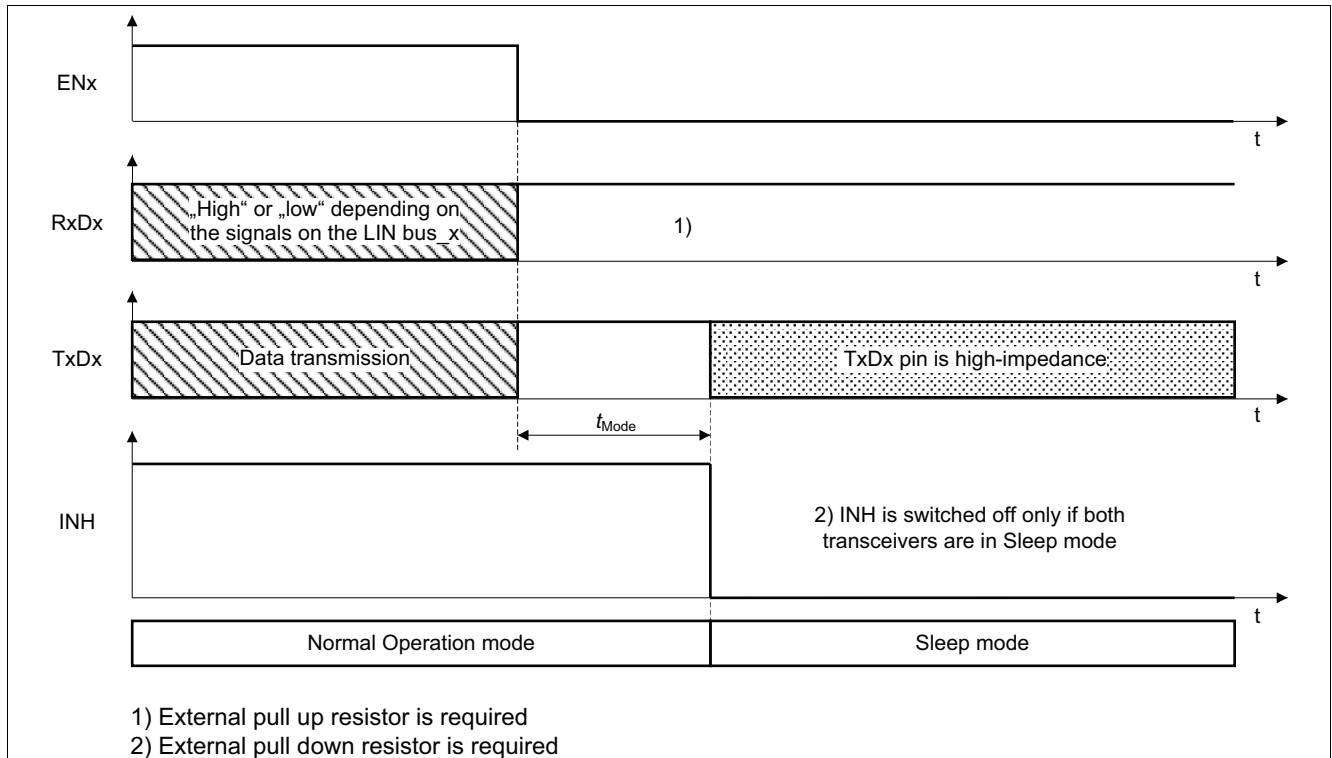 ENx
t
RxDx
„High“ or „low“ depending on
the signals on the LIN bus_x
1)
t
TxDx
Data transmission
TxDx pin is high-impedance
t
tMode
INH
2) INH is switched off only if both
transceivers are in Sleep mode
t
Normal Operation mode
Sleep mode
1) External pull up resistor is required
2) External pull down resistor is required